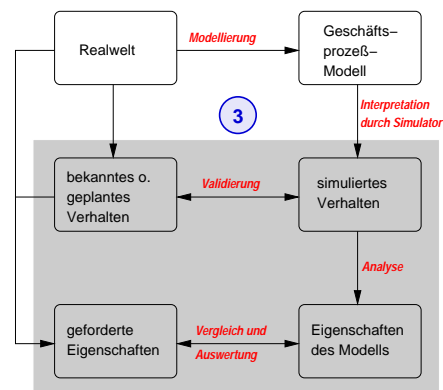 Realwelt
Modellierung
Geschäfts–
prozeß–
Modell
Interpretation
durch Simulator
3
bekanntes o.
geplantes
Verhalten
Validierung
simuliertes
Verhalten
Analyse
geforderte
Eigenschaften
Vergleich und
Auswertung
Eigenschaften
des Modells